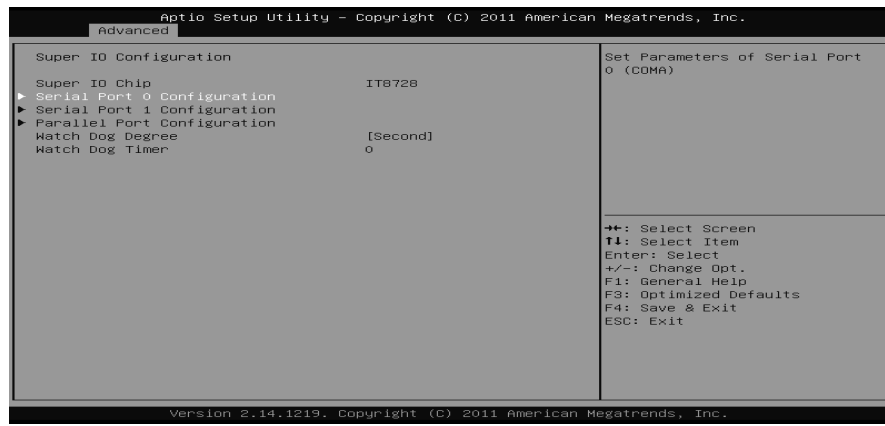 Aptio Setup Utility – Copyright (C) 2011 American Megatrends, Inc.
Advanced
Super IO Configuration
Super IO Chip IT8728
► Serial Port 0 Configuration
► Serial Port 1 Configuration
► Parallel Port Configuration
Watch Dog Degree [Second]
Watch Dog Timer 0
Set Parameters of Serial Port
0 (COMA)
→←: Select Screen
↑↓: Select Item
Enter: Select
+/-: Change Opt.
F1: General Help
F3: Optimized Defaults
F4: Save & Exit
ESC: Exit
Version 2.14.1219. Copyright (C) 2011 American Megatrends, Inc.